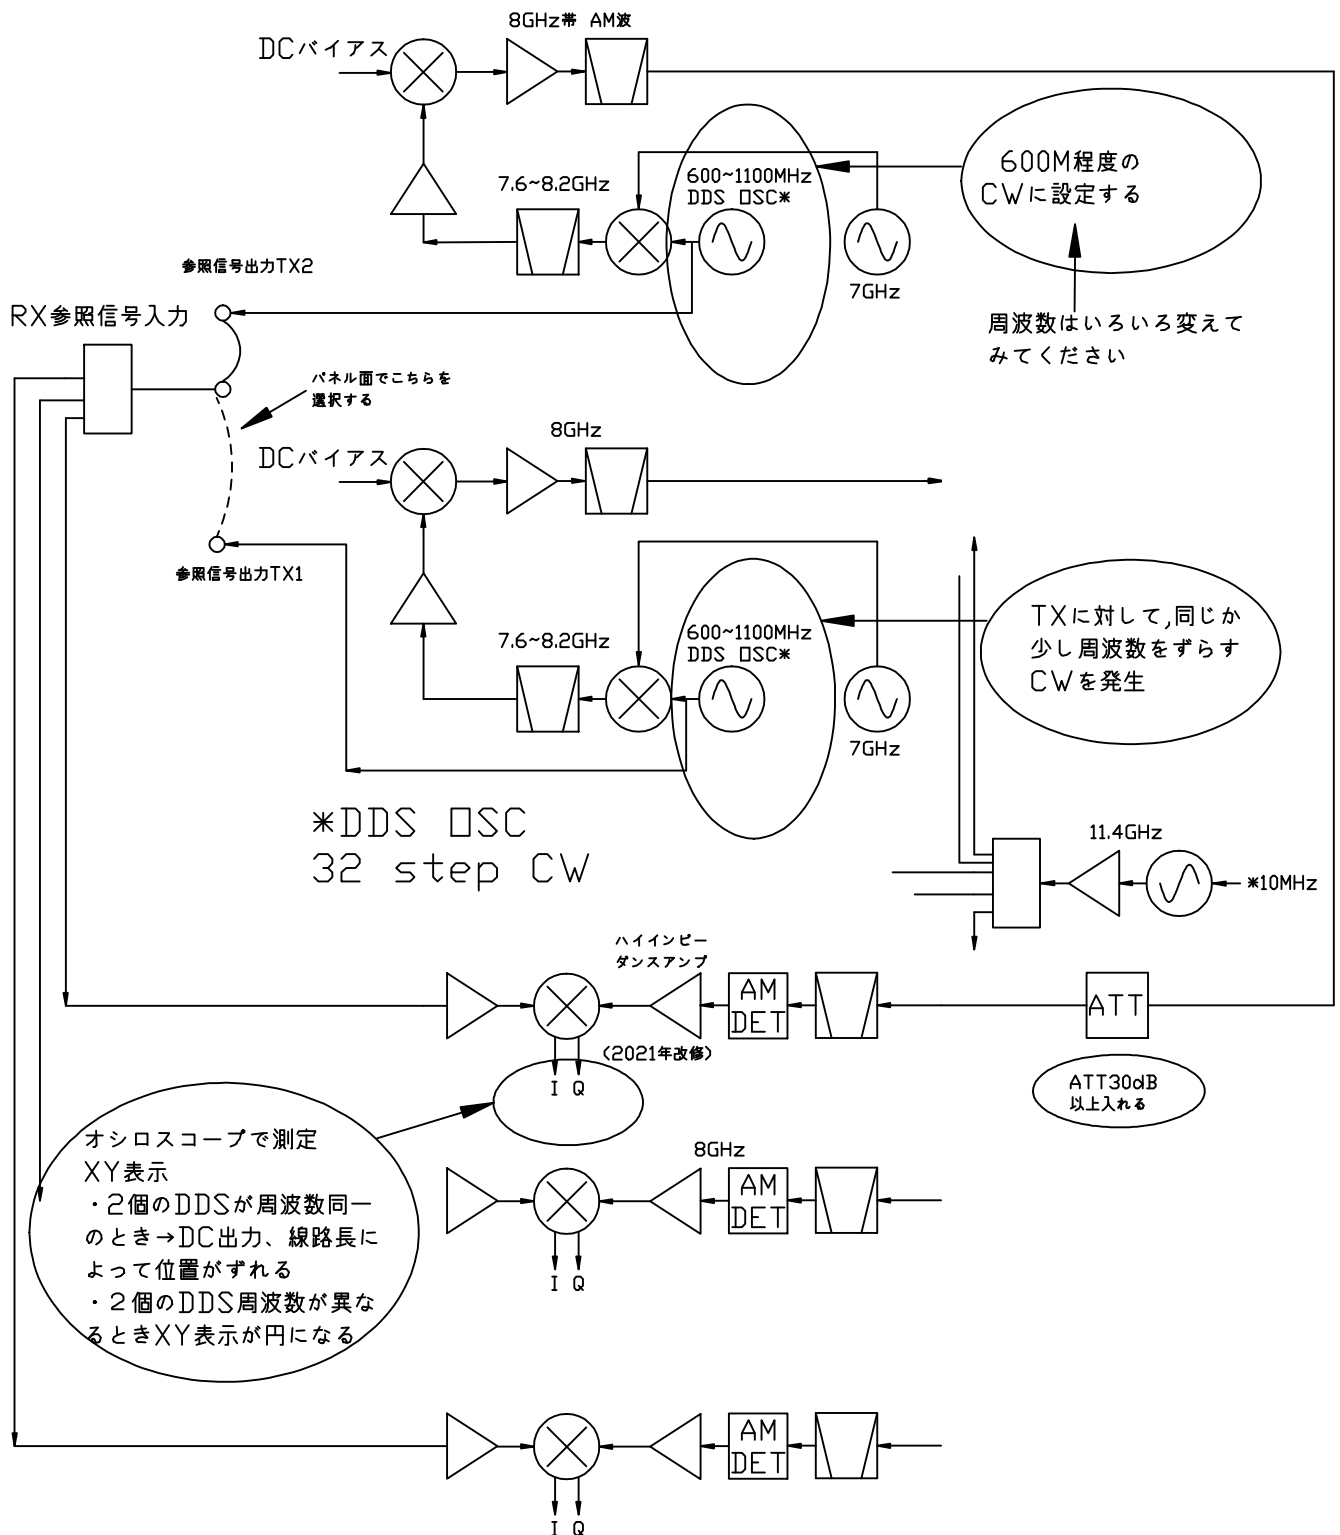 8GHz帯 AM波
DCバイアス
600~1100MHz
DDS OSC*
7.6~8.2GHz
7GHz
600M程度の
CWに設定する
周波数はいろいろ変えて
みてください
参照信号出力TX2
RX参照信号入力
パネル面でこちらを
選択する
8GHz
DCバイアス
参照信号出力TX1
600~1100MHz
DDS OSC*
7.6~8.2GHz
7GHz
TXに対して,同じか
少し周波数をずらす
CWを発生
*DDS OSC
32 step CW
11.4GHz
*10MHz
ハイインピー
ダンスアンプ
AM
DET
ATT
(2021年改修)
I Q
ATT30dB
以上入れる
オシロスコープで測定
XY表示
・2個のDDSが周波数同一
のとき→DC出力、線路長に
よって位置がずれる
・2個のDDS周波数が異な
るときXY表示が円になる
8GHz
AM
DET
I Q
AM
DET
I Q